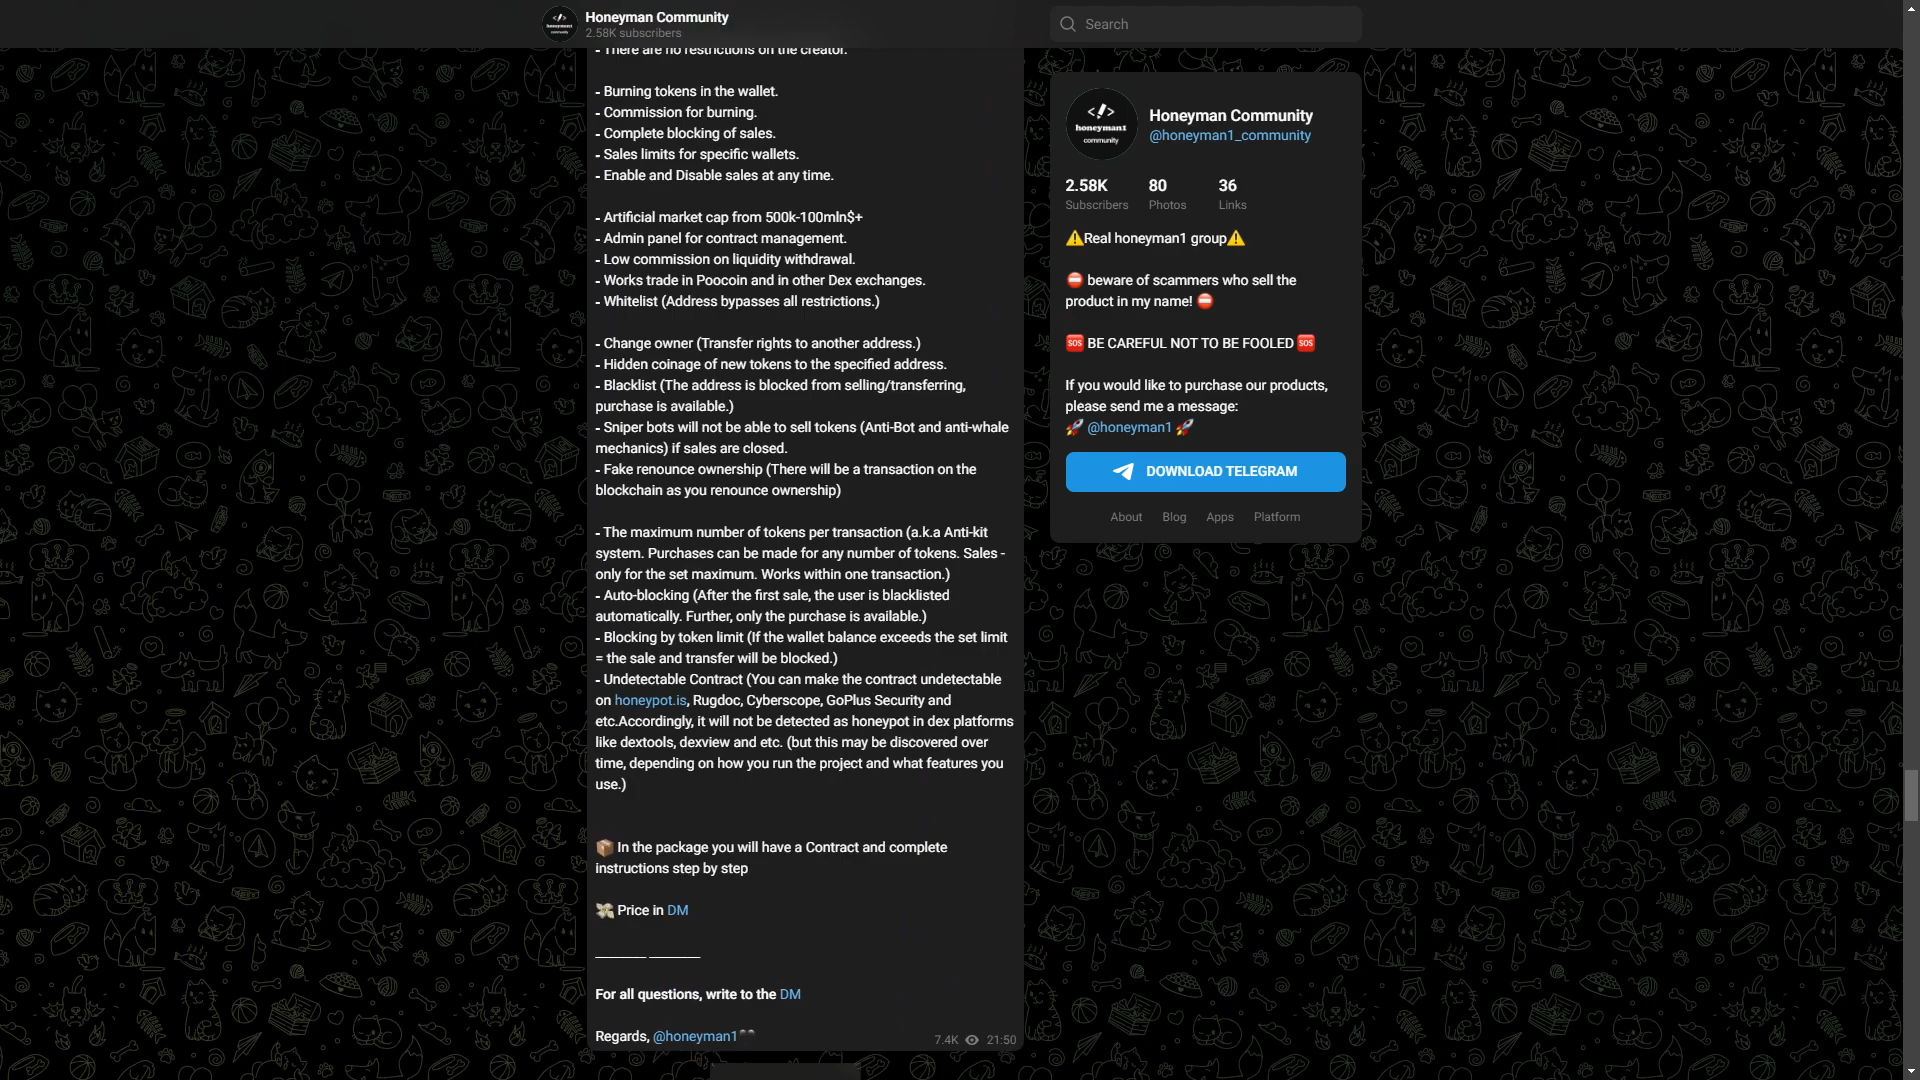 Honeyman Community
2.58K subscribers
Search
- There are no restrictions on the creator.
- Burning tokens in the wallet.
- Commission for burning.
- Complete blocking of sales.
- Sales limits for specific wallets.
- Enable and Disable sales at any time.
- Artificial market cap from 500k-100mln$+
- Admin panel for contract management.
- Low commission on liquidity withdrawal.
- Works trade in Poocoin and in other Dex exchanges.
- Whitelist (Address bypasses all restrictions.)
- Change owner (Transfer rights to another address.)
- Hidden coinage of new tokens to the specified address.
- Blacklist (The address is blocked from selling/transferring,
purchase is available.)
- Sniper bots will not be able to sell tokens (Anti-Bot and anti-whale
mechanics) if sales are closed.
- Fake renounce ownership (There will be a transaction on the
blockchain as you renounce ownership)
- The maximum number of tokens per transaction (a.k.a Anti-kit
system. Purchases can be made for any number of tokens. Sales -
only for the set maximum. Works within one transaction.)
- Auto-blocking (After the first sale, the user is blacklisted
automatically. Further, only the purchase is available.)
- Blocking by token limit (If the wallet balance exceeds the set limit
= the sale and transfer will be blocked.)
- Undetectable Contract (You can make the contract undetectable
on honeypot.is, Rugdoc, Cyberscope, GoPlus Security and
etc.Accordingly, it will not be detected as honeypot in dex platforms
like dextools, dexview and etc. (but this may be discovered over
time, depending on how you run the project and what features you
use.)
📦 In the package you will have a Contract and complete
instructions step by step
💸 Price in DM
__________ __________
For all questions, write to the DM
Regards, @honeyman1
7.4K 21:50
</!>
honeyman1
community
Honeyman Community
@honeyman1_community
2.58K 80 36
Subscribers Photos Links
⚠️Real honeyman1 group⚠️
⛔ beware of scammers who sell the
product in my name! ⛔
🆘 BE CAREFUL NOT TO BE FOOLED 🆘
If you would like to purchase our products,
please send me a message:
🚀 @honeyman1 🚀
DOWNLOAD TELEGRAM
About Blog Apps Platform